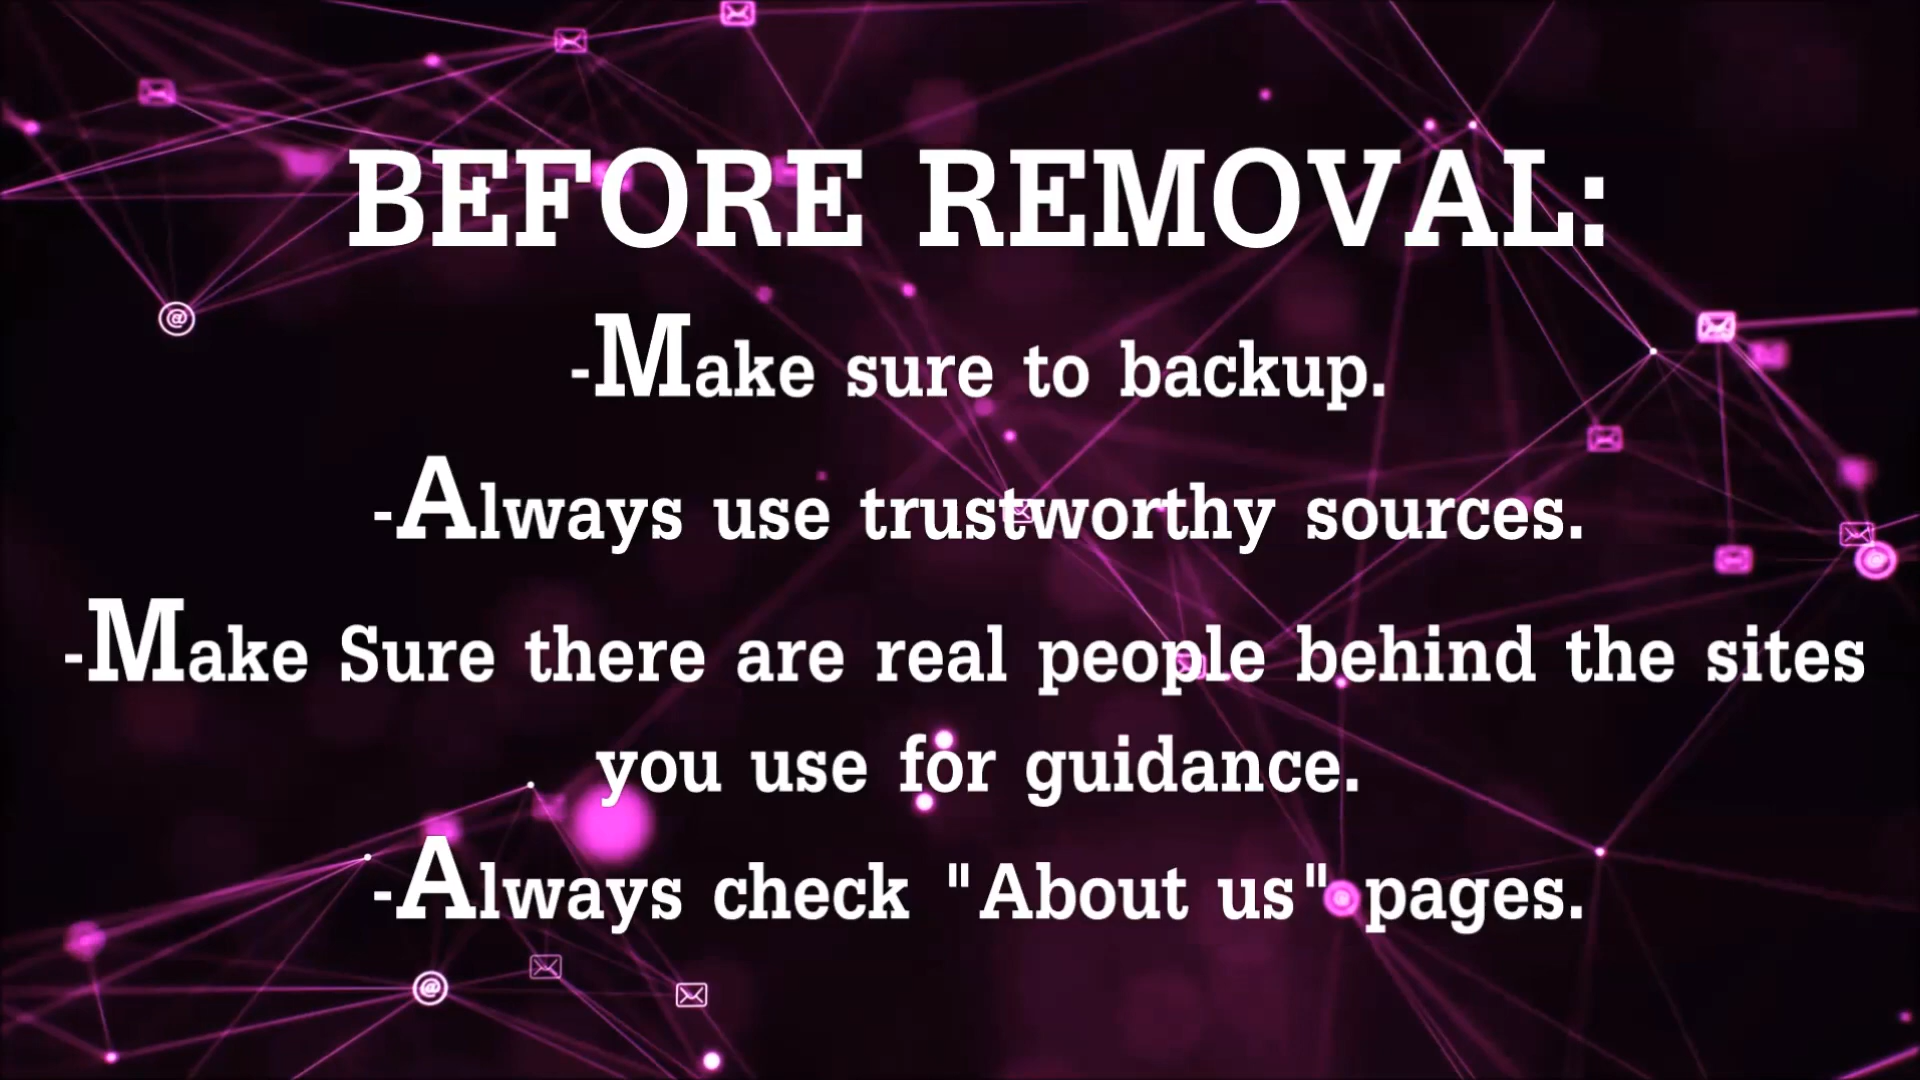 BEFORE REMOVAL:
-Make sure to backup.
-Always use trustworthy sources.
-Make Sure there are real people behind the sites
you use for guidance.
-Always check "About us" pages.